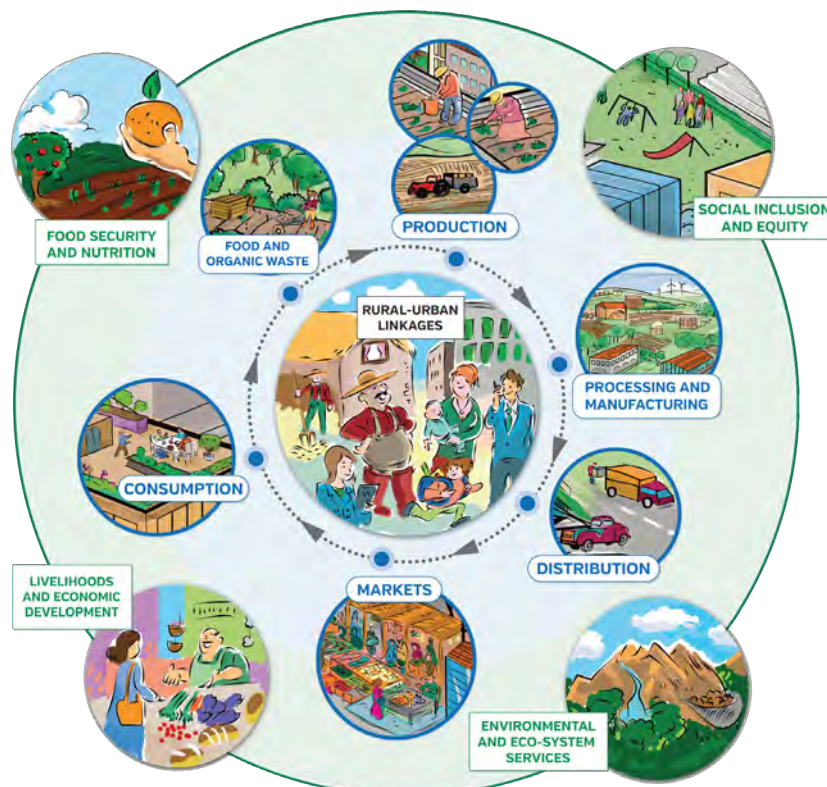 PRODUCTION
SOCIAL INCLUSION
AND EQUITY
FOOD SECURITY
AND NUTRITION
FOOD AND
ORGANIC WASTE
RURAL-URBAN
LINKAGES
PROCESSING AND
MANUFACTURING
CONSUMPTION
DISTRIBUTION
MARKETS
LIVELIHOODS
AND ECONOMIC
DEVELOPMENT
ENVIRONMENTAL
AND ECO-SYSTEM
SERVICES